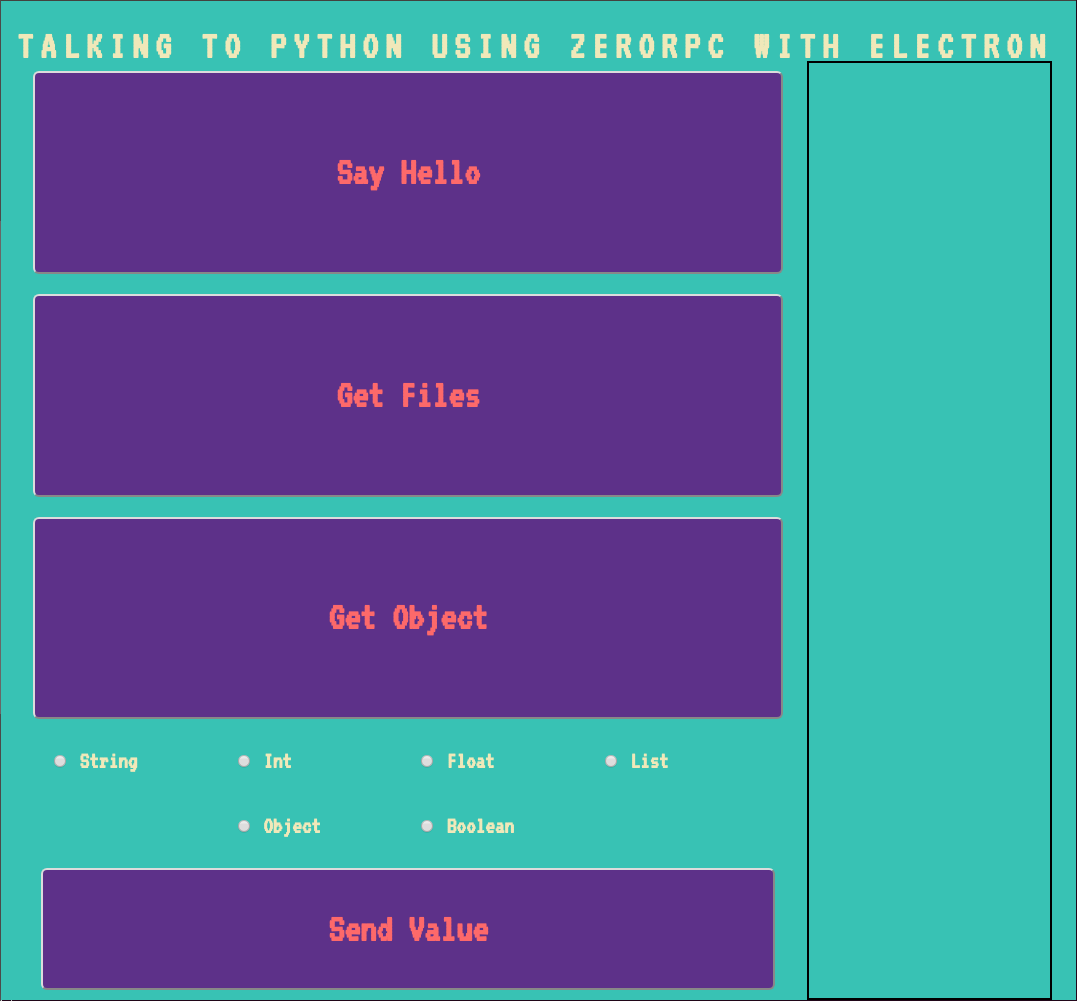 TALKING TO PYTHON USING ZERORPC WITH ELECTRON
Say Hello
Get Files
Get Object
String Int Float List
Object Boolean
Send Value